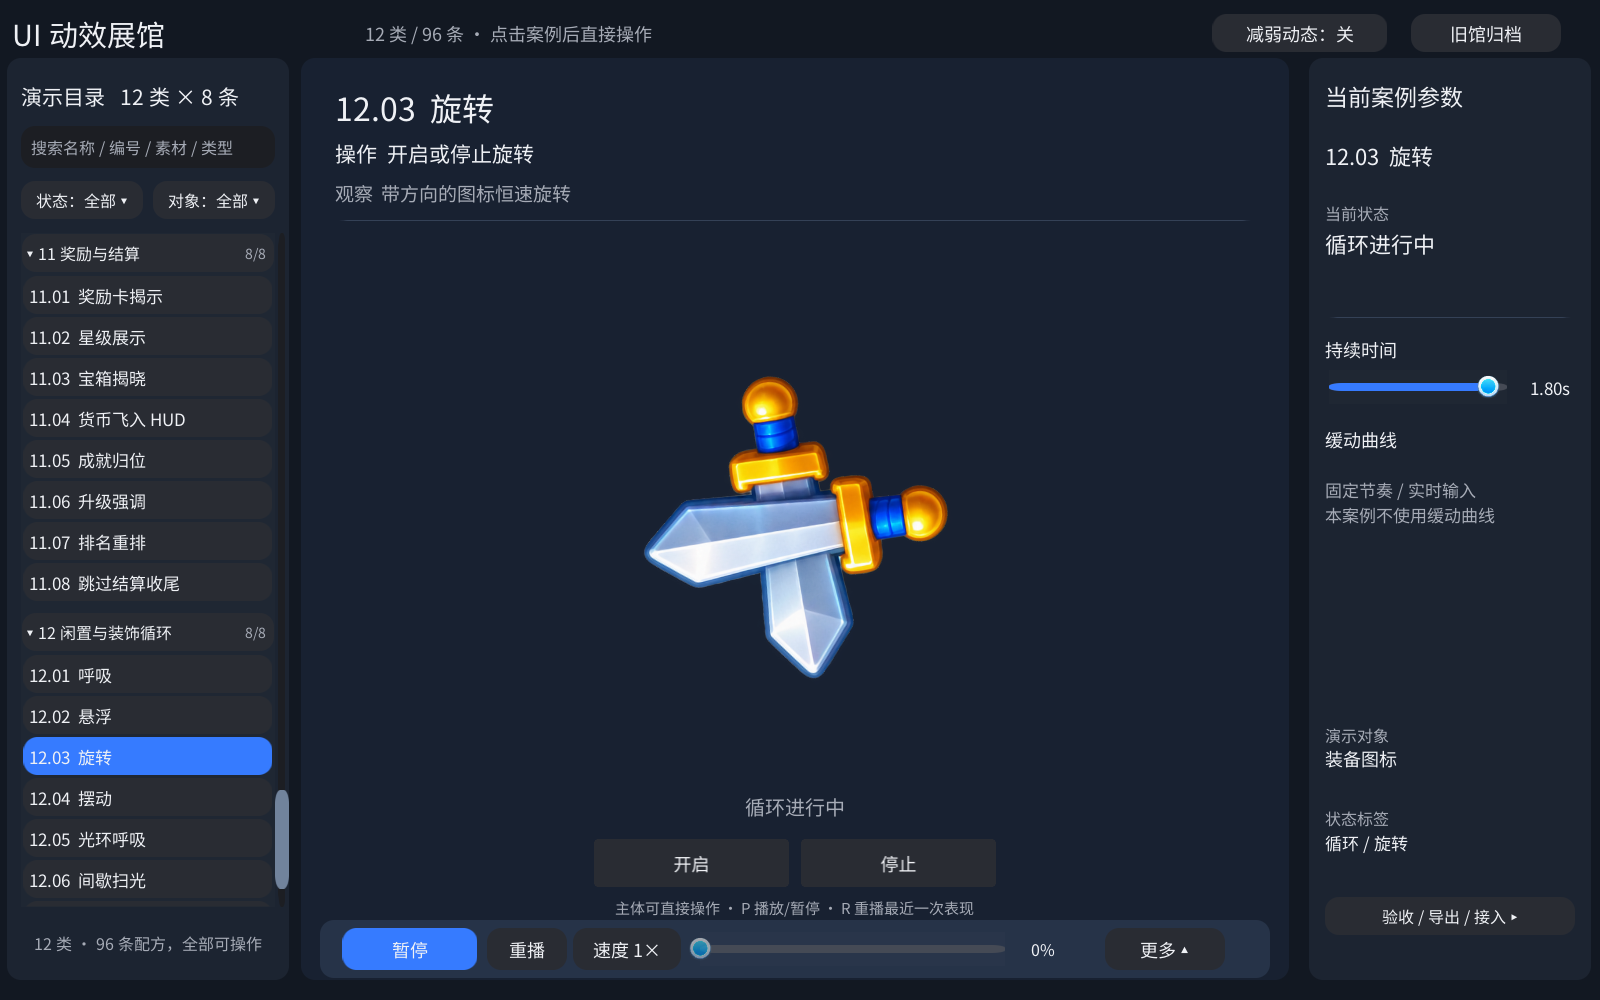 UI 动效展馆
12 类 / 96 条 · 点击案例后直接操作
减弱动态：关
旧馆归档
演示目录 12 类 × 8 条
搜索名称 / 编号 / 素材 / 类型
状态：全部 ▾
对象：全部 ▾
▾ 11 奖励与结算 8/8
11.01 奖励卡揭示
11.02 星级展示
11.03 宝箱揭晓
11.04 货币飞入 HUD
11.05 成就归位
11.06 升级强调
11.07 排名重排
11.08 跳过结算收尾
▾ 12 闲置与装饰循环 8/8
12.01 呼吸
12.02 悬浮
12.03 旋转
12.04 摆动
12.05 光环呼吸
12.06 间歇扫光
12 类 · 96 条配方，全部可操作
12.03 旋转
操作 开启或停止旋转
观察 带方向的图标恒速旋转
循环进行中
开启
停止
主体可直接操作 · P 播放/暂停 · R 重播最近一次表现
暂停
重播
速度 1×
0%
更多 ▴
当前案例参数
12.03 旋转
当前状态
循环进行中
持续时间
1.80s
缓动曲线
固定节奏 / 实时输入
本案例不使用缓动曲线
演示对象
装备图标
状态标签
循环 / 旋转
验收 / 导出 / 接入 ▸